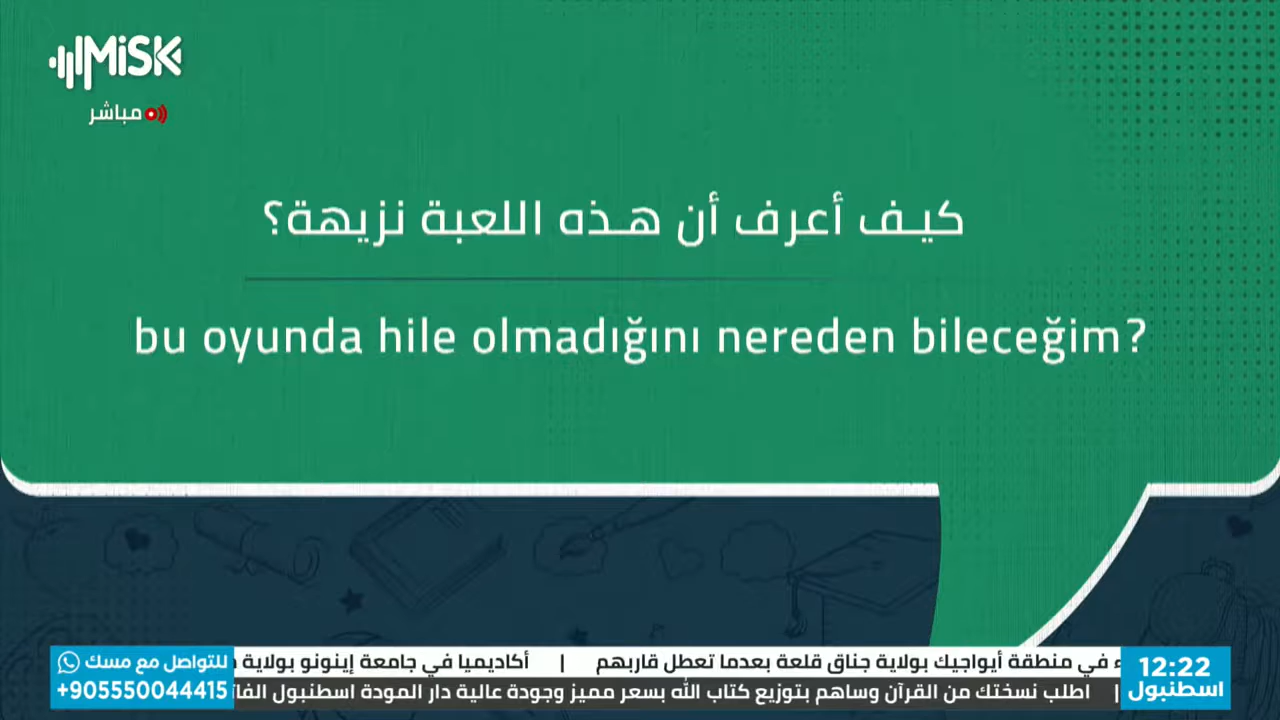 MiSK
مباشر
كيف أعرف أن هذه اللعبة نزيهة؟
bu oyunda hile olmadığını nereden bileceğim?
للتواصل مع مسك
+905550044415
في منطقة أيواجيك بولاية جناق قلعة بعدما تعطل قاربهم | أكاديميا في جامعة إينونو بولاية
| اطلب نسختك من القرآن وساهم بتوزيع كتاب الله بسعر مميز وجودة عالية دار المودة اسطنبول
12:22
اسطنبول